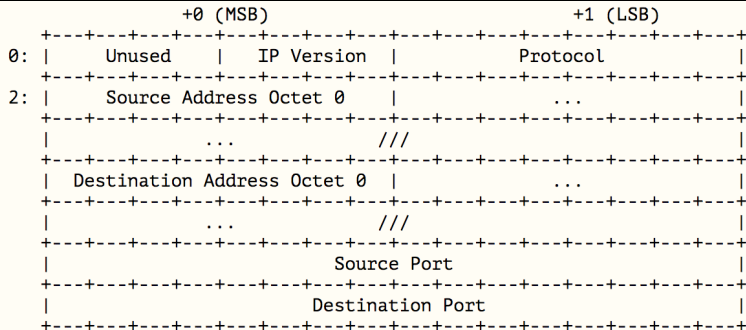 +0 (MSB)                            +1 (LSB)
+---+---+---+---+---+---+---+---+---+---+---+---+---+---+---+---+
0: |     Unused    |   IP Version  |           Protocol            |
+---+---+---+---+---+---+---+---+---+---+---+---+---+---+---+---+
2: |     Source Address Octet 0    |              ...              |
+---+---+---+---+---+---+---+---+---+---+---+---+---+---+---+---+
|              ...             ///                              |
+---+---+---+---+---+---+---+---+---+---+---+---+---+---+---+---+
|  Destination Address Octet 0  |              ...              |
+---+---+---+---+---+---+---+---+---+---+---+---+---+---+---+---+
|              ...             ///                              |
+---+---+---+---+---+---+---+---+---+---+---+---+---+---+---+---+
|                          Source Port                          |
+---+---+---+---+---+---+---+---+---+---+---+---+---+---+---+---+
|                        Destination Port                       |
+---+---+---+---+---+---+---+---+---+---+---+---+---+---+---+---+